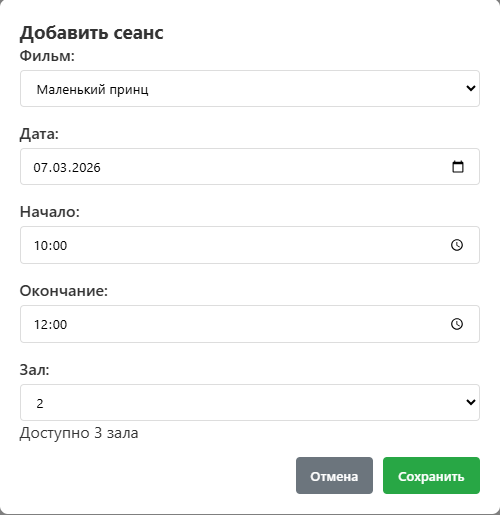 Добавить сеанс
Фильм:
Маленький принц
Дата:
07.03.2026
Начало:
10:00
Окончание:
12:00
Зал:
2
Доступно 3 зала
Отмена
Сохранить